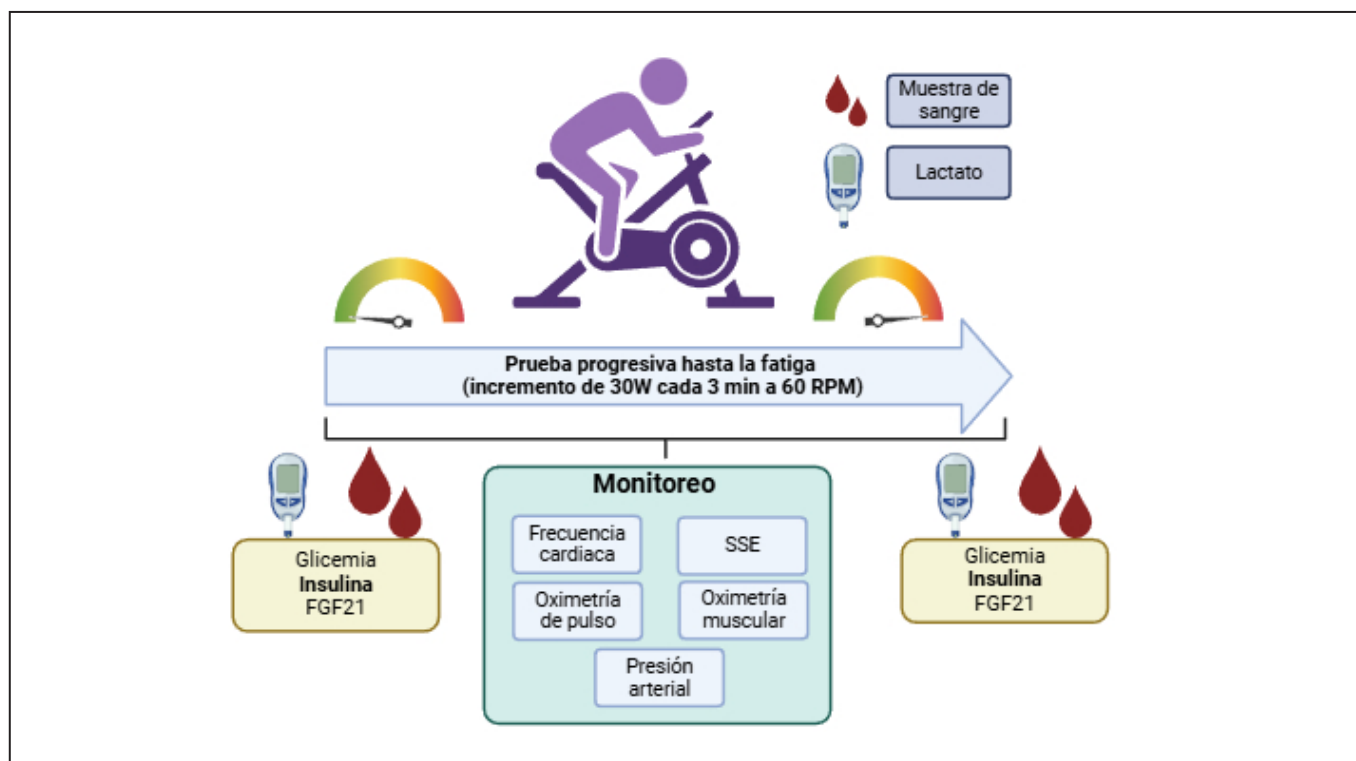 Muestra de
sangre
Lactato
Prueba progresiva hasta la fatiga
(incremento de 30W cada 3 min a 60 RPM)
Monitoreo
Frecuencia
cardiaca
SSE
Oximetría
de pulso
Oximetría
muscular
Presión
arterial
Glicemia
Insulina
FGF21
Glicemia
Insulina
FGF21